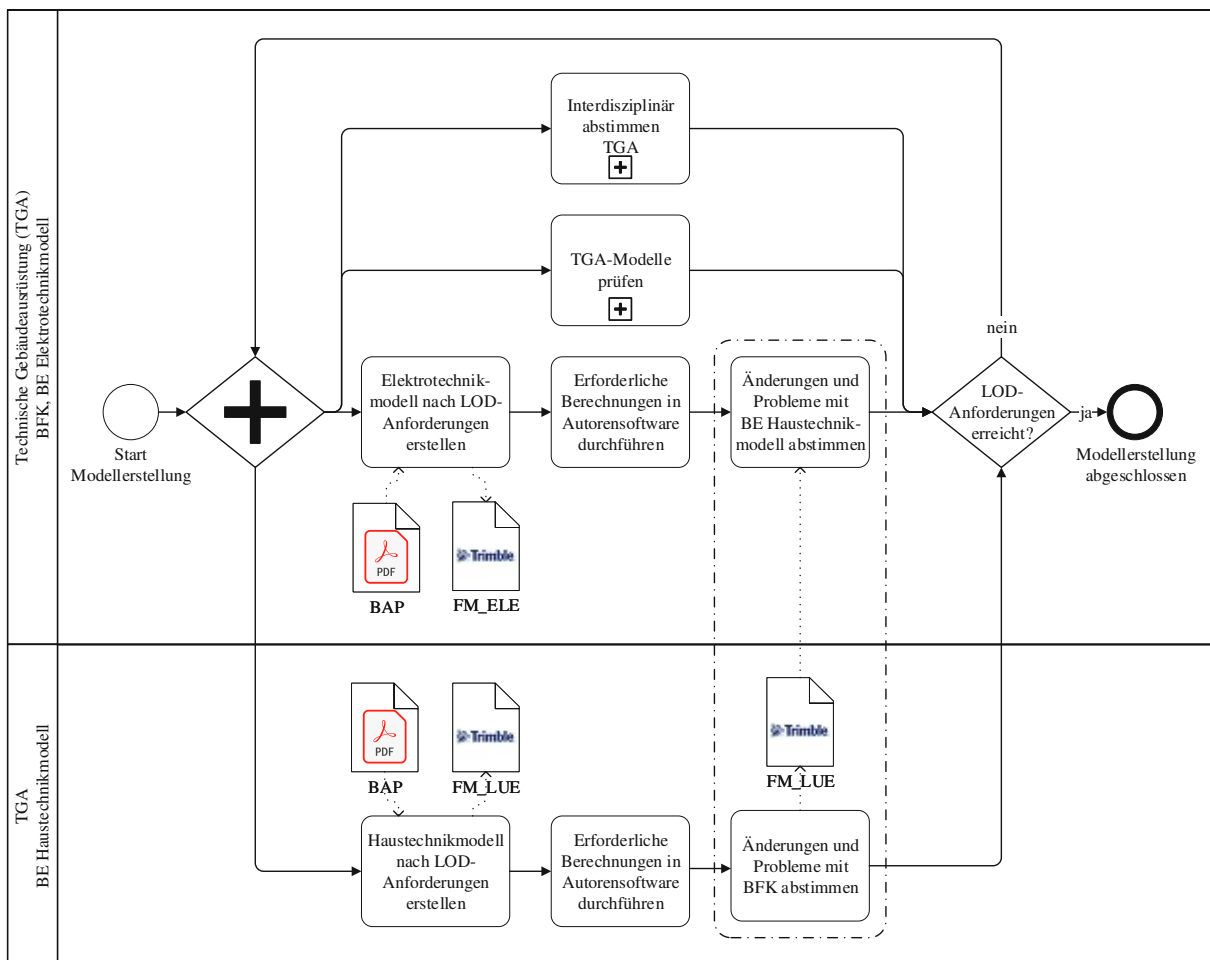 Technische Gebäudeausrüstung (TGA)
BFK, BE Elektrotechnikmodell
Interdisziplinär
abstimmen
TGA
TGA-Modelle
prüfen
nein
Start
Modellerstellung
Elektrotechnik-
modell nach LOD-
Anforderungen
erstellen
Erforderliche
Berechnungen in
Autorensoftware
durchführen
Änderungen und
Probleme mit
BE Haustechnik-
modell abstimmen
LOD-
Anforderungen
erreicht?
ja
Modellerstellung
abgeschlossen
PDF
BAP
Trimble
FM_ELE
TGA
BE Haustechnikmodell
PDF
BAP
Trimble
FM_LUE
Trimble
FM_LUE
Haustechnikmodell
nach LOD-
Anforderungen
erstellen
Erforderliche
Berechnungen in
Autorensoftware
durchführen
Änderungen und
Probleme mit
BFK abstimmen